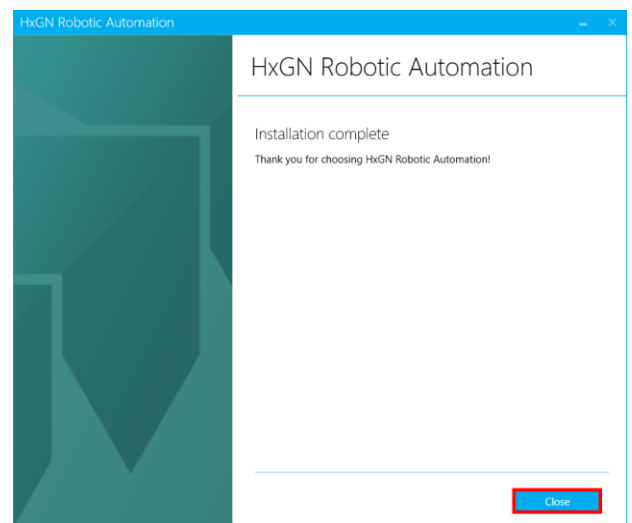 HxGN Robotic Automation
HxGN Robotic Automation
Installation complete
Thank you for choosing HxGN Robotic Automation!
Close